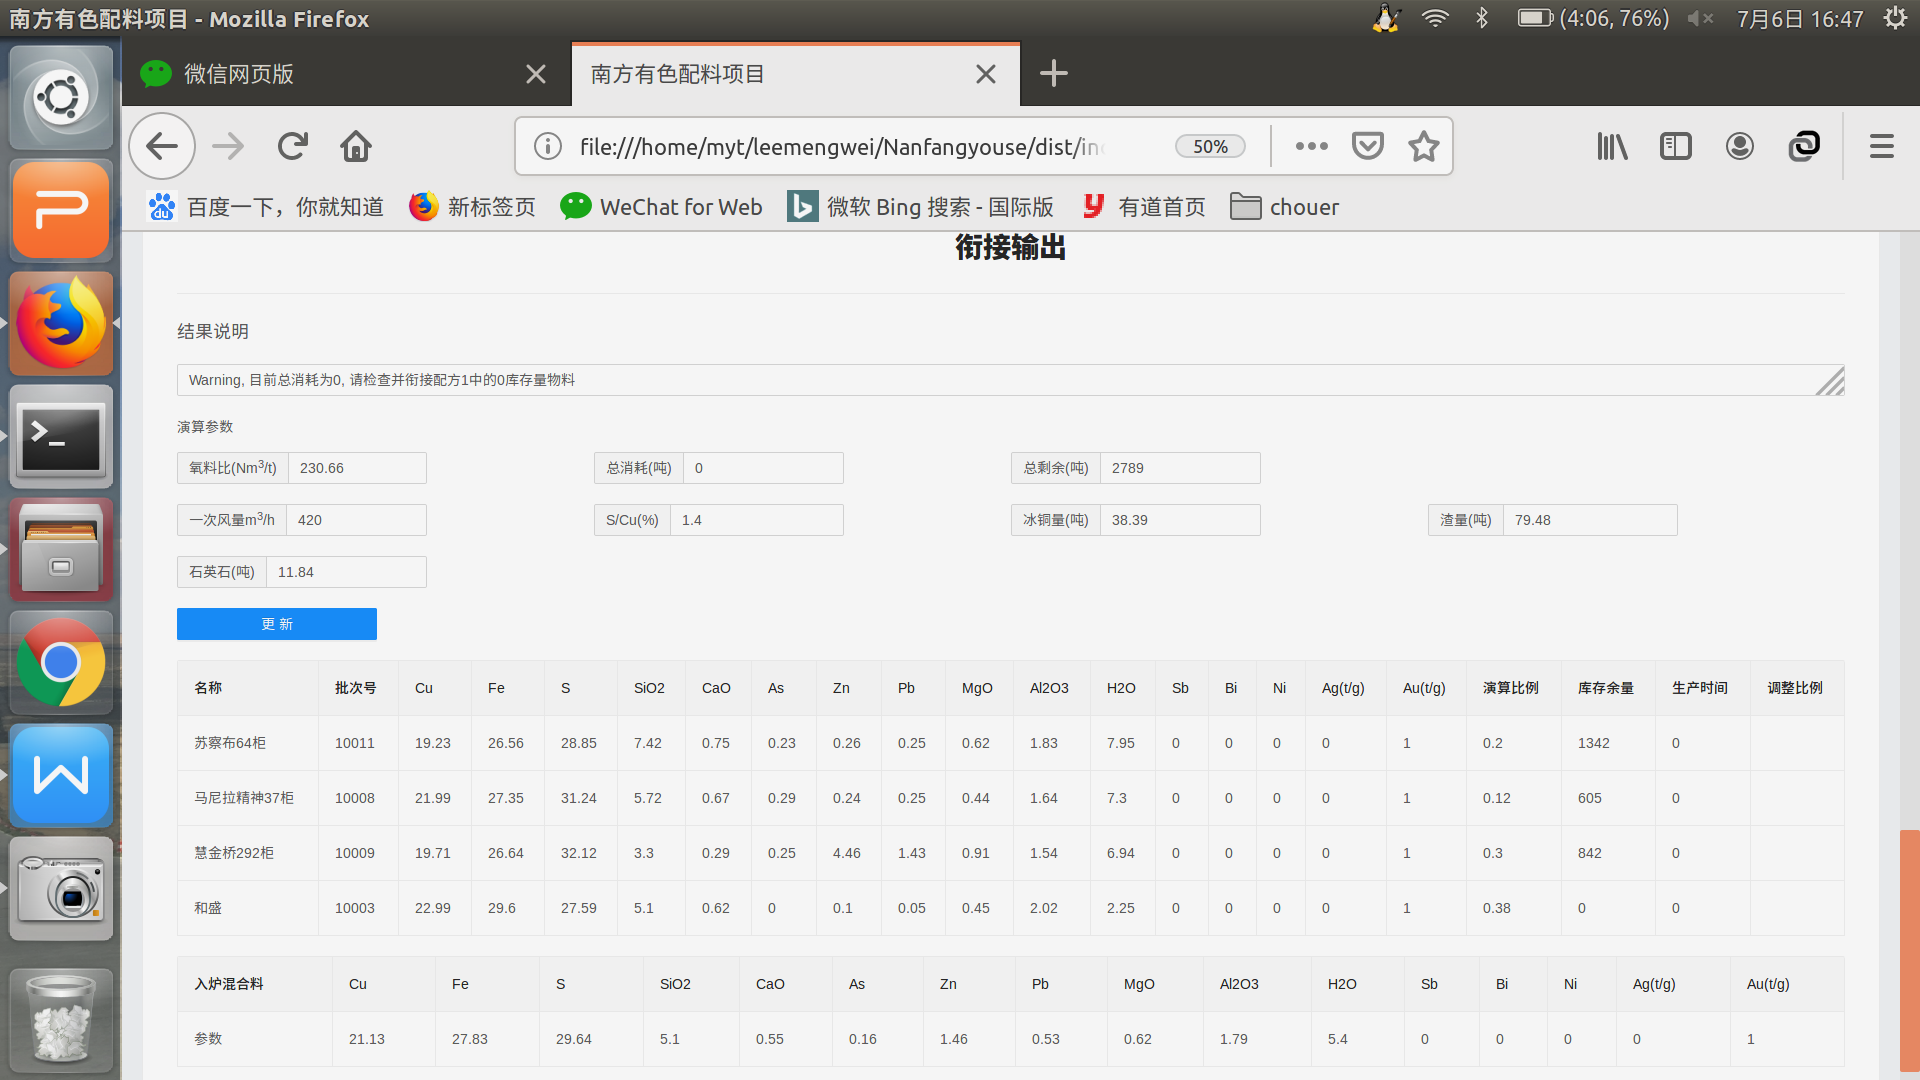 南方有色配料项目 - Mozilla Firefox
(4:06, 76%)
7月6日 16:47
微信网页版
南方有色配料项目
file:///home/myt/leemengwei/Nanfangyouse/dist/in
50%
百度一下，你就知道
新标签页
WeChat for Web
微软 Bing 搜索 - 国际版
有道首页
chouer
衔接输出
结果说明
Warning, 目前总消耗为0, 请检查并衔接配方1中的0库存量物料
演算参数
氧料比(Nm³/t) 230.66 总消耗(吨) 0 总剩余(吨) 2789
一次风量m³/h 420 S/Cu(%) 1.4 冰铜量(吨) 38.39 渣量(吨) 79.48
石英石(吨) 11.84
更 新
名称 批次号 Cu Fe S SiO2 CaO As Zn Pb MgO Al2O3 H2O Sb Bi Ni Ag(t/g) Au(t/g) 演算比例 库存余量 生产时间 调整比例
苏察布64柜 10011 19.23 26.56 28.85 7.42 0.75 0.23 0.26 0.25 0.62 1.83 7.95 0 0 0 0 1 0.2 1342 0
马尼拉精神37柜 10008 21.99 27.35 31.24 5.72 0.67 0.29 0.24 0.25 0.44 1.64 7.3 0 0 0 0 1 0.12 605 0
慧金桥292柜 10009 19.71 26.64 32.12 3.3 0.29 0.25 4.46 1.43 0.91 1.54 6.94 0 0 0 0 1 0.3 842 0
和盛 10003 22.99 29.6 27.59 5.1 0.62 0 0.1 0.05 0.45 2.02 2.25 0 0 0 0 1 0.38 0 0
入炉混合料 Cu Fe S SiO2 CaO As Zn Pb MgO Al2O3 H2O Sb Bi Ni Ag(t/g) Au(t/g)
参数 21.13 27.83 29.64 5.1 0.55 0.16 1.46 0.53 0.62 1.79 5.4 0 0 0 0 1